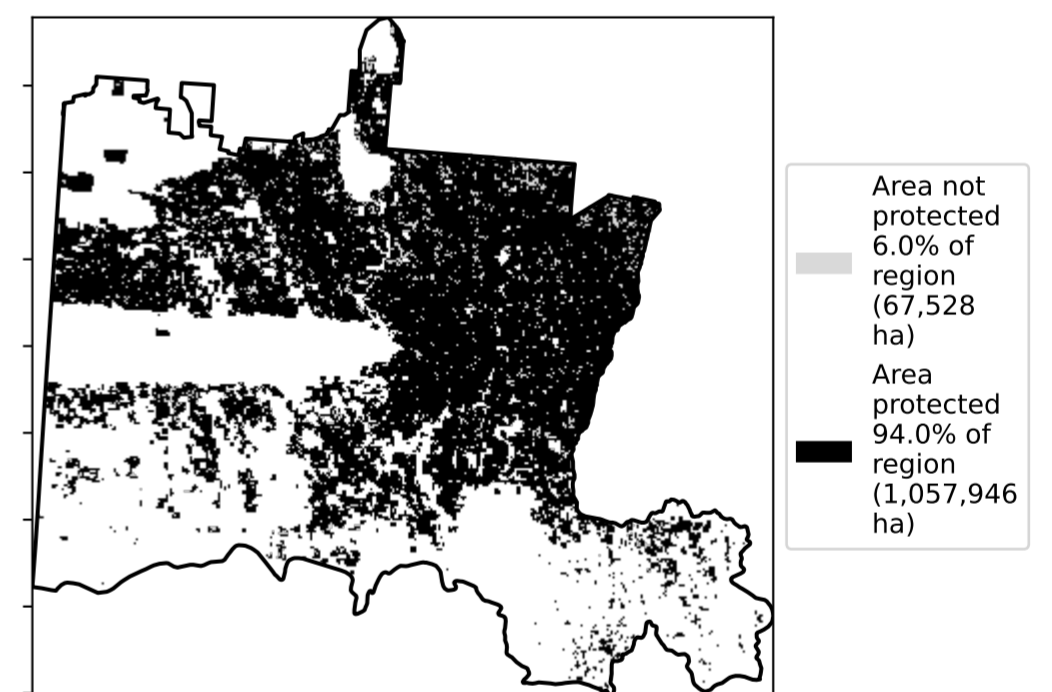 Area not
protected
6.0% of
region
(67,528
ha)
Area
protected
94.0% of
region
(1,057,946
ha)